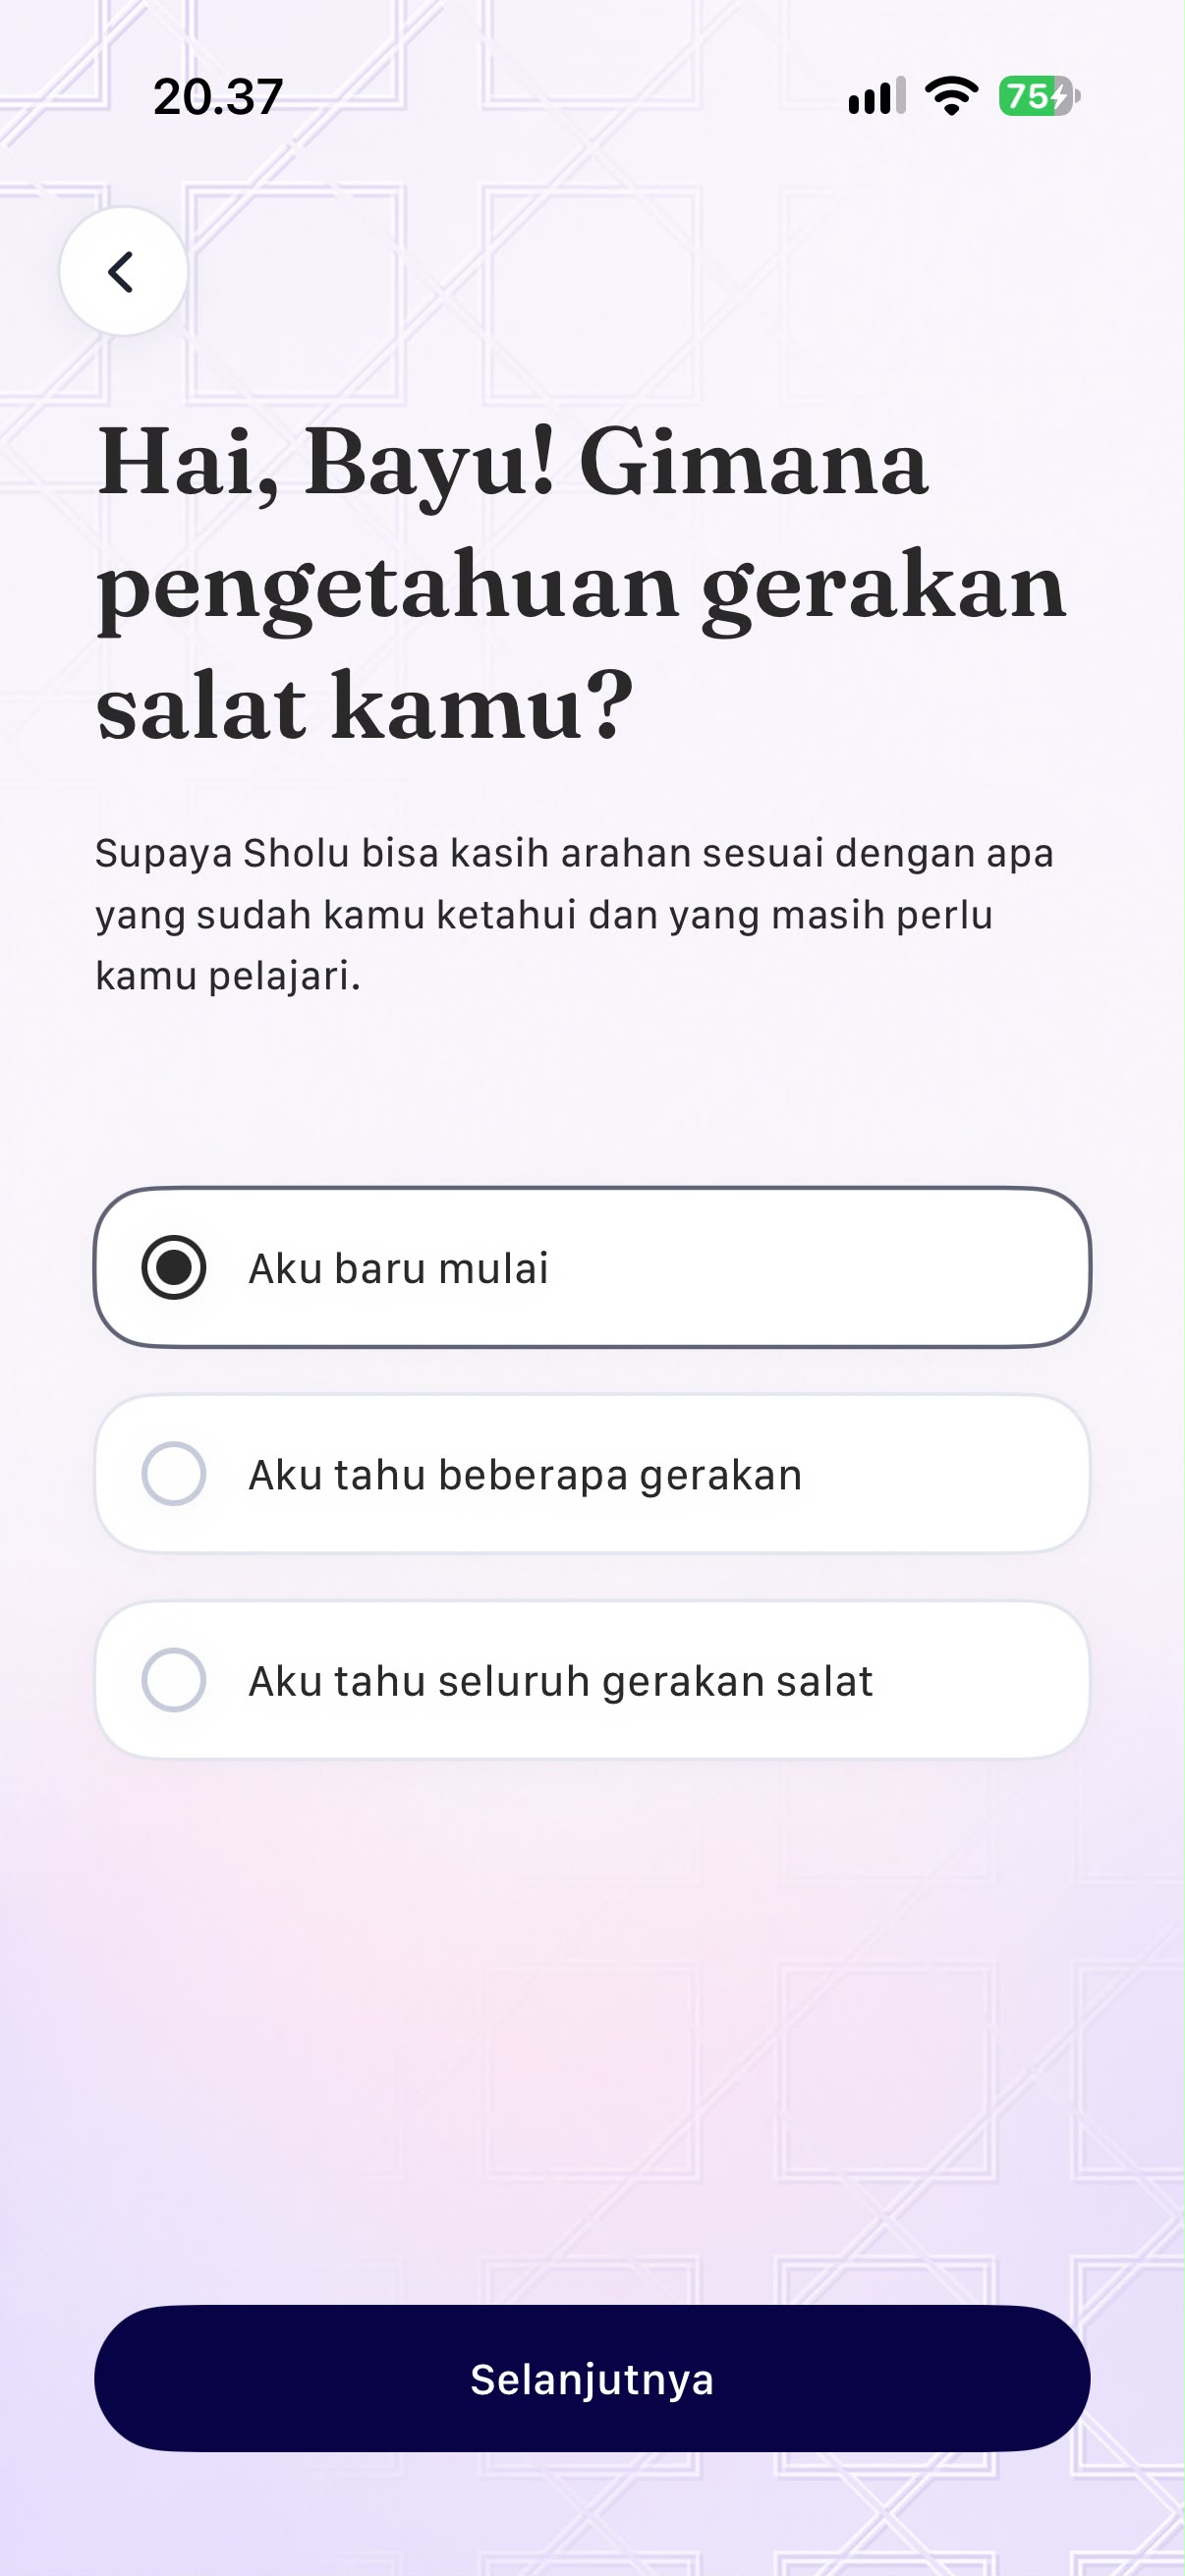 20.37
75
Hai, Bayu! Gimana
pengetahuan gerakan
salat kamu?
Supaya Sholu bisa kasih arahan sesuai dengan apa
yang sudah kamu ketahui dan yang masih perlu
kamu pelajari.
Aku baru mulai
Aku tahu beberapa gerakan
Aku tahu seluruh gerakan salat
Selanjutnya